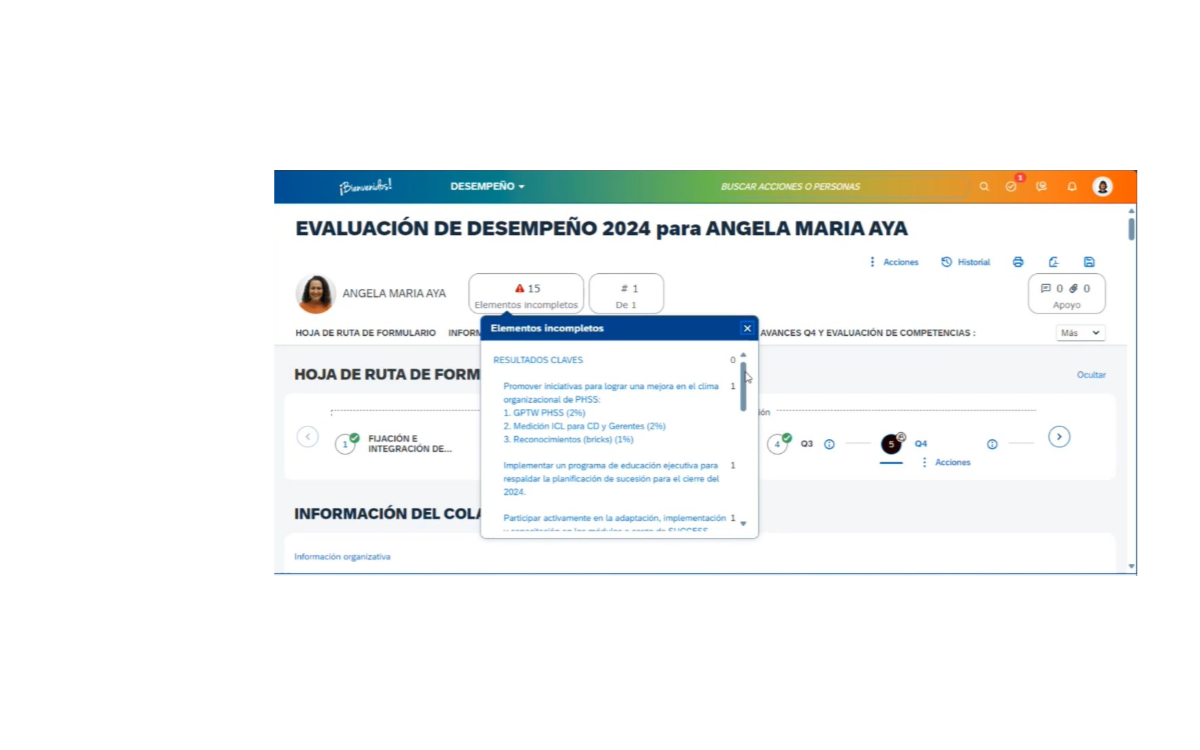 ¡Bienvenidos!
DESEMPEÑO
BUSCAR ACCIONES O PERSONAS
EVALUACIÓN DE DESEMPEÑO 2024 para ANGELA MARIA AYA
Acciones
Historial
ANGELA MARIA AYA
15
Elementos incompletos
# 1
De 1
0 0
Apoyo
HOJA DE RUTA DE FORMULARIO INFORM
AVANCES Q4 Y EVALUACIÓN DE COMPETENCIAS :
Más
Elementos incompletos
RESULTADOS CLAVES 0
Promover iniciativas para lograr una mejora en el clima 1
organizacional de PHSS:
1. GPTW PHSS (2%)
2. Medición ICL para CD y Gerentes (2%)
3. Reconocimientos (bricks) (1%)
Implementar un programa de educación ejecutiva para 1
respaldar la planificación de sucesión para el cierre del
2024.
Participar activamente en la adaptación, implementación 1
HOJA DE RUTA DE FORM
Ocultar
ión
1 FIJACIÓN E
INTEGRACIÓN DE...
4 Q3
5 Q4
Acciones
INFORMACIÓN DEL COLA
Información organizativa